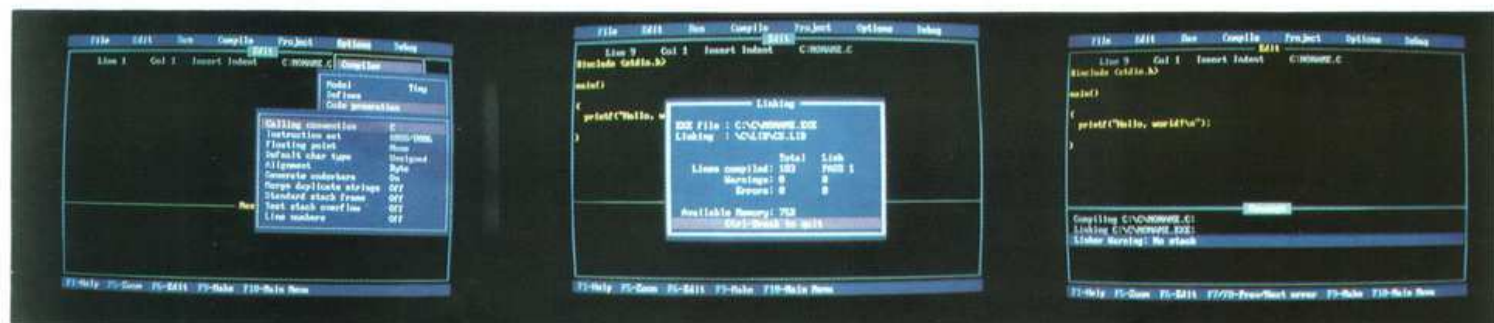 File Edit Run Compile Project Options Debug
Edit
Line 1 Col 1 Insert Indent C:NONAME.C
Compiler
Model Tiny
Defines
Code generation
Calling convention C
Instruction set 8088/8086
Floating point None
Default char type Unsigned
Alignment Byte
Generate underbars On
Merge duplicate strings Off
Standard stack frame Off
Test stack overflow Off
Line numbers Off
Mes
F1-Help F5-Zoom F6-Edit F9-Make F10-Main Menu
File Edit Run Compile Project Options Debug
Edit
Line 9 Col 1 Insert Indent C:NONAME.C
#include <stdio.h>
main()
{
printf("Hello, w
}
Linking
EXE File : C:\C\NONAME.EXE
Linking : \C\LIB\CS.LIB
Total Link
Lines compiled: 183 PASS 1
Warnings: 0 0
Errors: 0 0
Available Memory: 75K
Ctrl-Break to quit
F1-Help F5-Zoom F6-Edit F9-Make F10-Main Menu
File Edit Run Compile Project Options Debug
Edit
Line 9 Col 1 Insert Indent C:NONAME.C
#include <stdio.h>
main()
{
printf("Hello, world!\n");
}
Message
Compiling C:\C\NONAME.C:
Linking C:\C\NONAME.EXE:
Linker Warning: No stack
F1-Help F5-Zoom F6-Edit F7/F8-Prev/Next error F9-Make F10-Main Menu